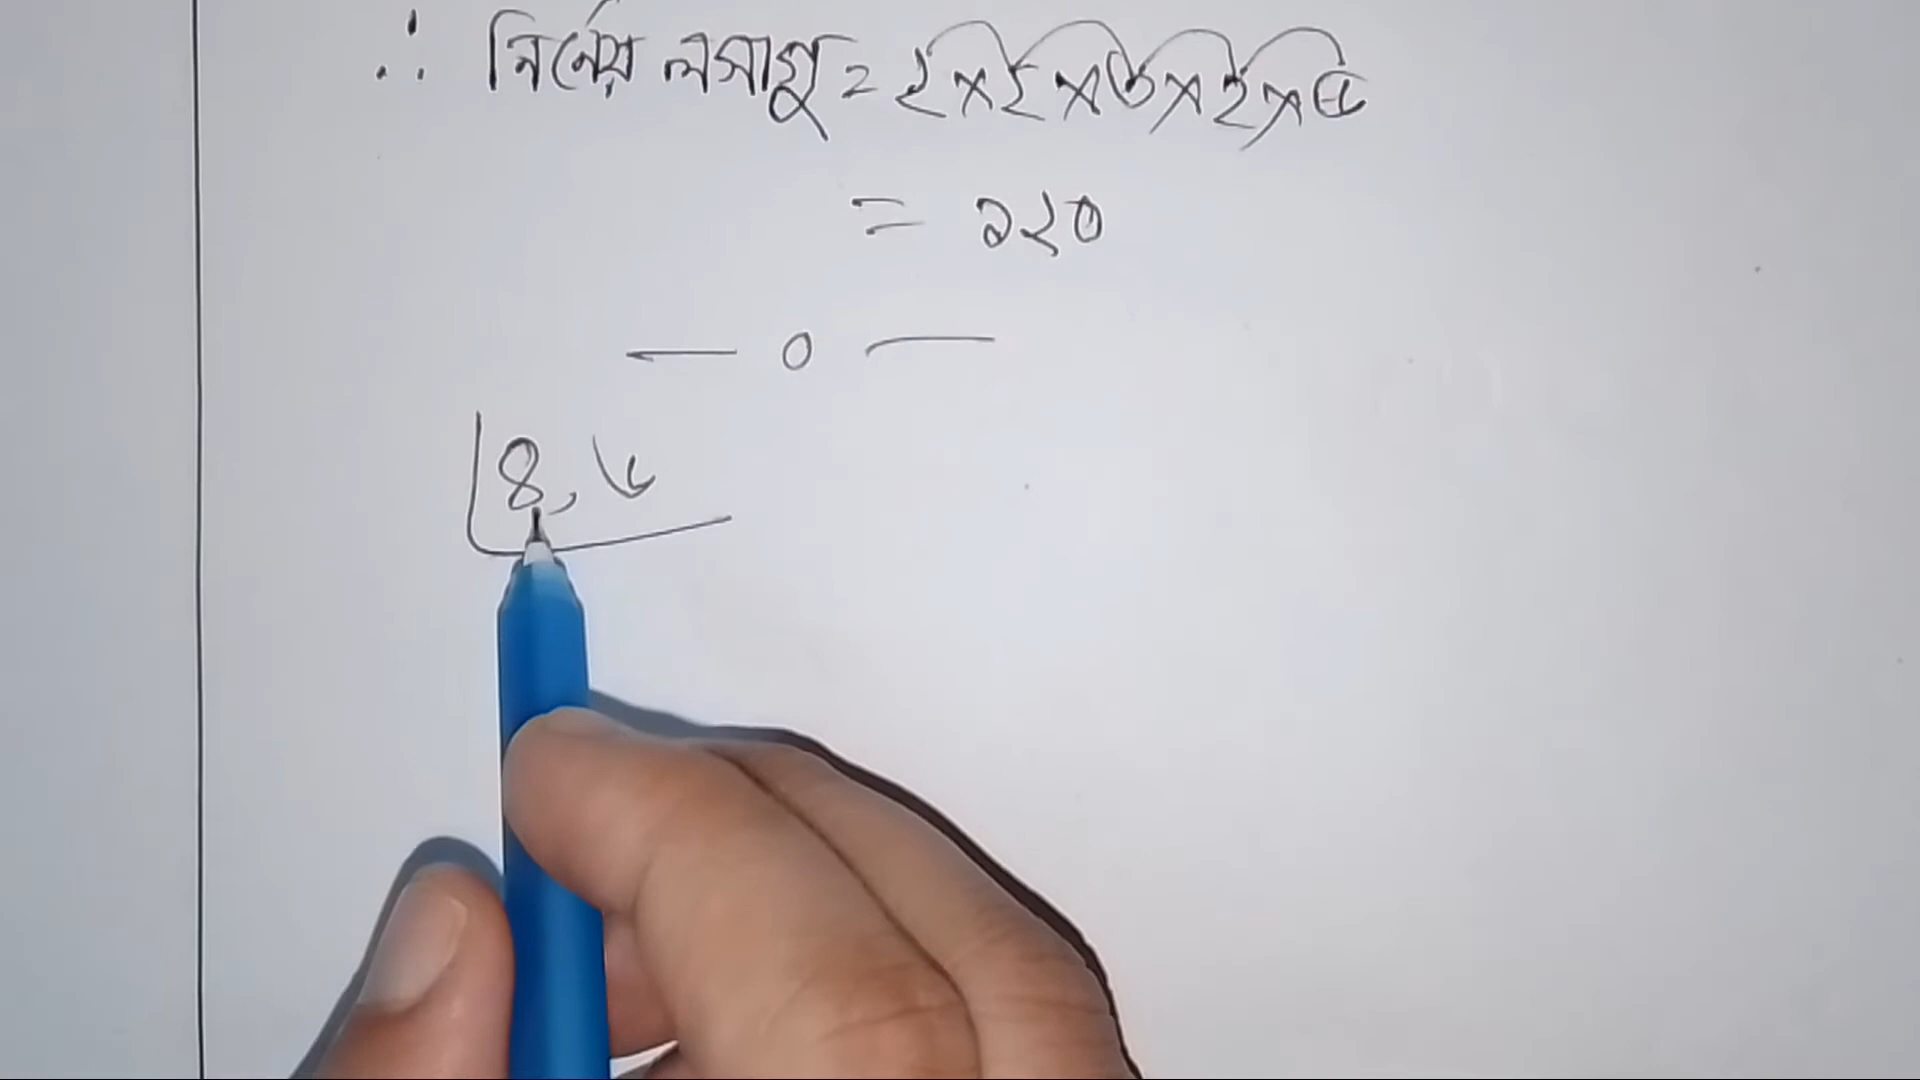 ∴ নির্ণেয় লসাগু = ২×২×৩×২×৫
= ১২০
— ০ —
৪, ৬